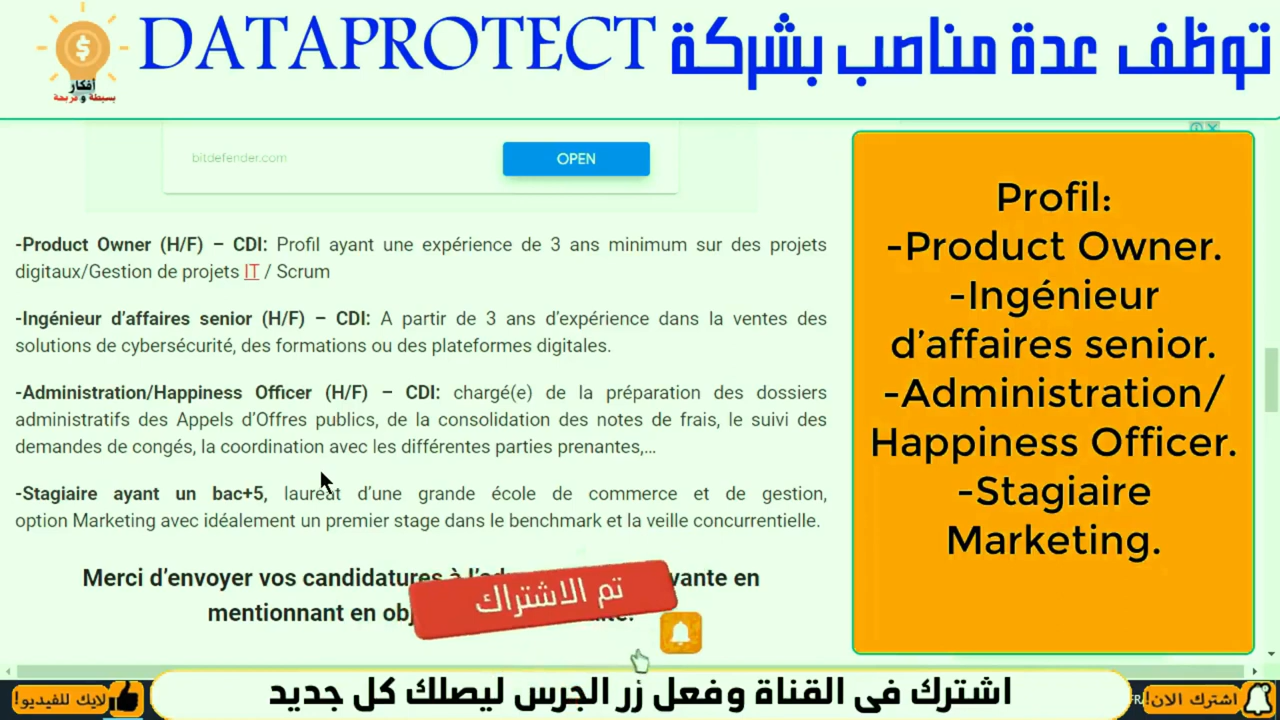 توظف عدة مناصب بشركة DATAPROTECT
أفكار
بسيطة و مربحة
bitdefender.com
OPEN
-Product Owner (H/F) – CDI: Profil ayant une expérience de 3 ans minimum sur des projets
digitaux/Gestion de projets IT / Scrum
-Ingénieur d’affaires senior (H/F) – CDI: A partir de 3 ans d’expérience dans la ventes des
solutions de cybersécurité, des formations ou des plateformes digitales.
-Administration/Happiness Officer (H/F) – CDI: chargé(e) de la préparation des dossiers
administratifs des Appels d’Offres publics, de la consolidation des notes de frais, le suivi des
demandes de congés, la coordination avec les différentes parties prenantes,...
-Stagiaire ayant un bac+5, lauréat d’une grande école de commerce et de gestion,
option Marketing avec idéalement un premier stage dans le benchmark et la veille concurrentielle.
Merci d’envoyer vos candidatures à en
mentionnant en
تم الاشتراك
Profil:
-Product Owner.
-Ingénieur
d’affaires senior.
-Administration/
Happiness Officer.
-Stagiaire
Marketing.
لايك للفيديو!
اشترك في القناة وفعل زر الجرس ليصلك كل جديد
اشترك الان!